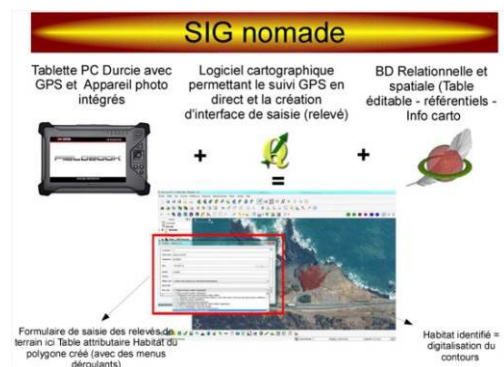 SIG nomade
Tablette PC Durcie avec
GPS et Appareil photo
intégrés
Logiciel cartographique
permettant le suivi GPS en
direct et la création
d'interface de saisie (relevé)
BD Relationnelle et
spatiale (Table
éditable - référentiels -
Info carto
FIELDBOOK
+
+
=
Formulaire de saisie des relevés de
terrain ici Table attributaire Habitat du
polygone créé (avec des menus
déroulants)
Habitat identifié =
digitalisation du
contours